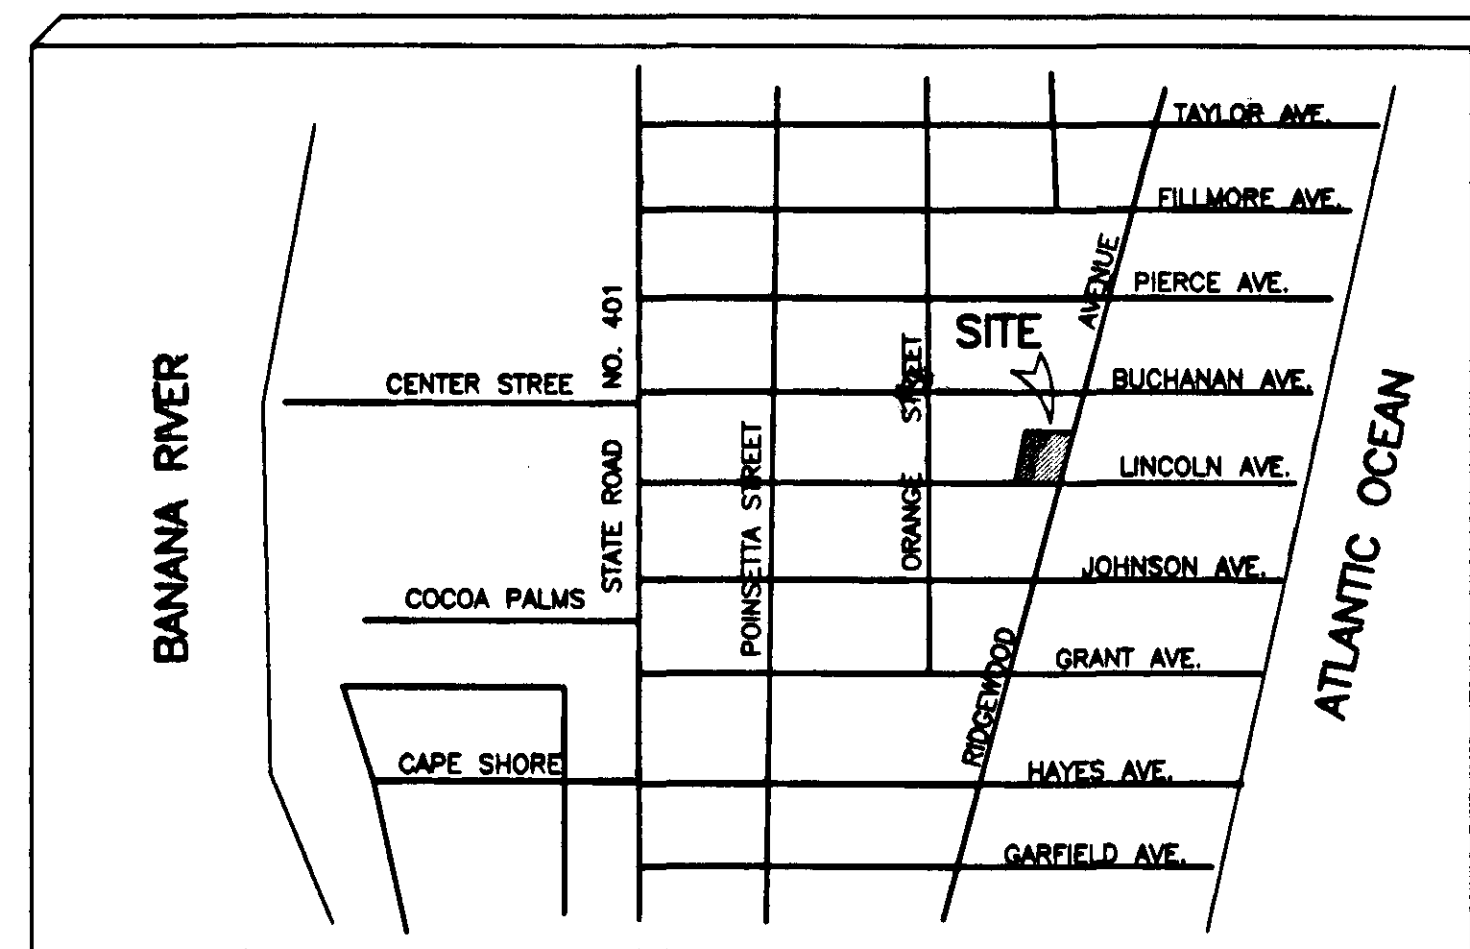 TAYLOR AVE.
FILLMORE AVE.
PIERCE AVE.
SITE
BUCHANAN AVE.
LINCOLN AVE.
JOHNSON AVE.
GRANT AVE.
HAYES AVE.
GARFIELD AVE.
RIDGEWOOD AVENUE
ORANGE STREET
POINSETTA STREET
STATE ROAD NO. 401
CENTER STREE
COCOA PALMS
CAPE SHORE
BANANA RIVER
ATLANTIC OCEAN